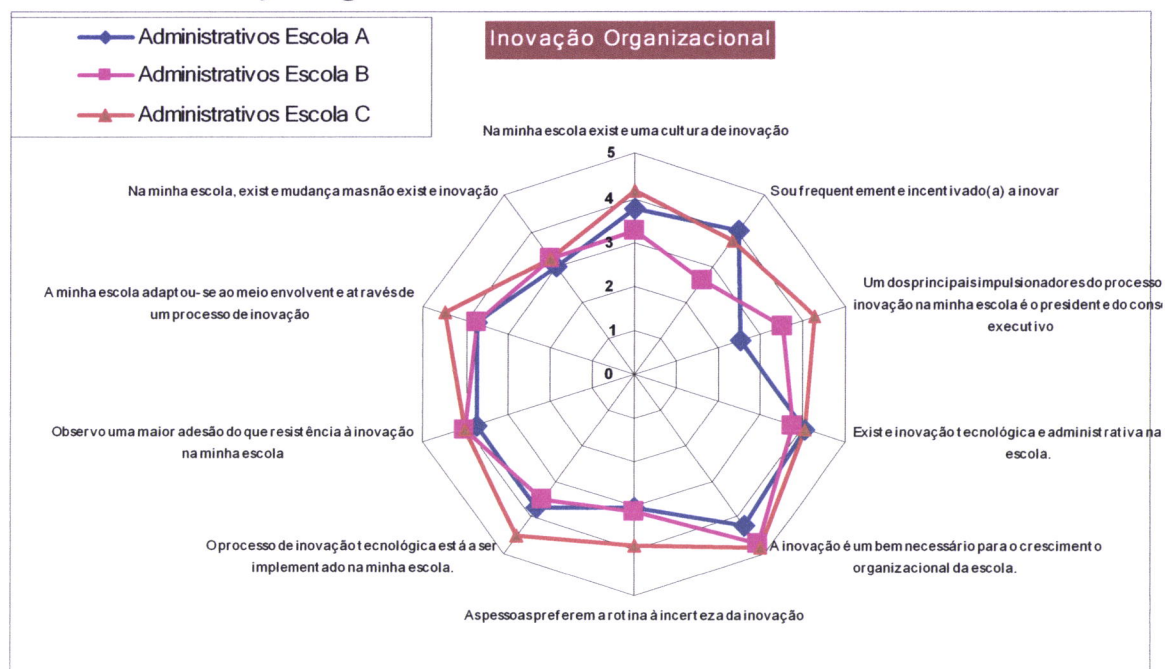 Administrativos Escola A
Administrativos Escola B
Administrativos Escola C
Inovação Organizacional
Na minha escola existe uma cultura de inovação
Sou frequentemente incentivado(a) a inovar
Um dos principais impulsionadores do processo
inovação na minha escola é o presidente do conse
executivo
Existe inovação tecnológica e administrativa na
escola.
A inovação é um bem necessário para o crescimento
organizacional da escola.
As pessoas preferem a rotina à incerteza da inovação
O processo de inovação tecnológica está a ser
implementado na minha escola.
Observo uma maior adesão do que resistência à inovação
na minha escola
A minha escola adaptou-se ao meio envolvente através de
um processo de inovação
Na minha escola, existe mudança mas não existe inovação
5
4
3
2
1
0